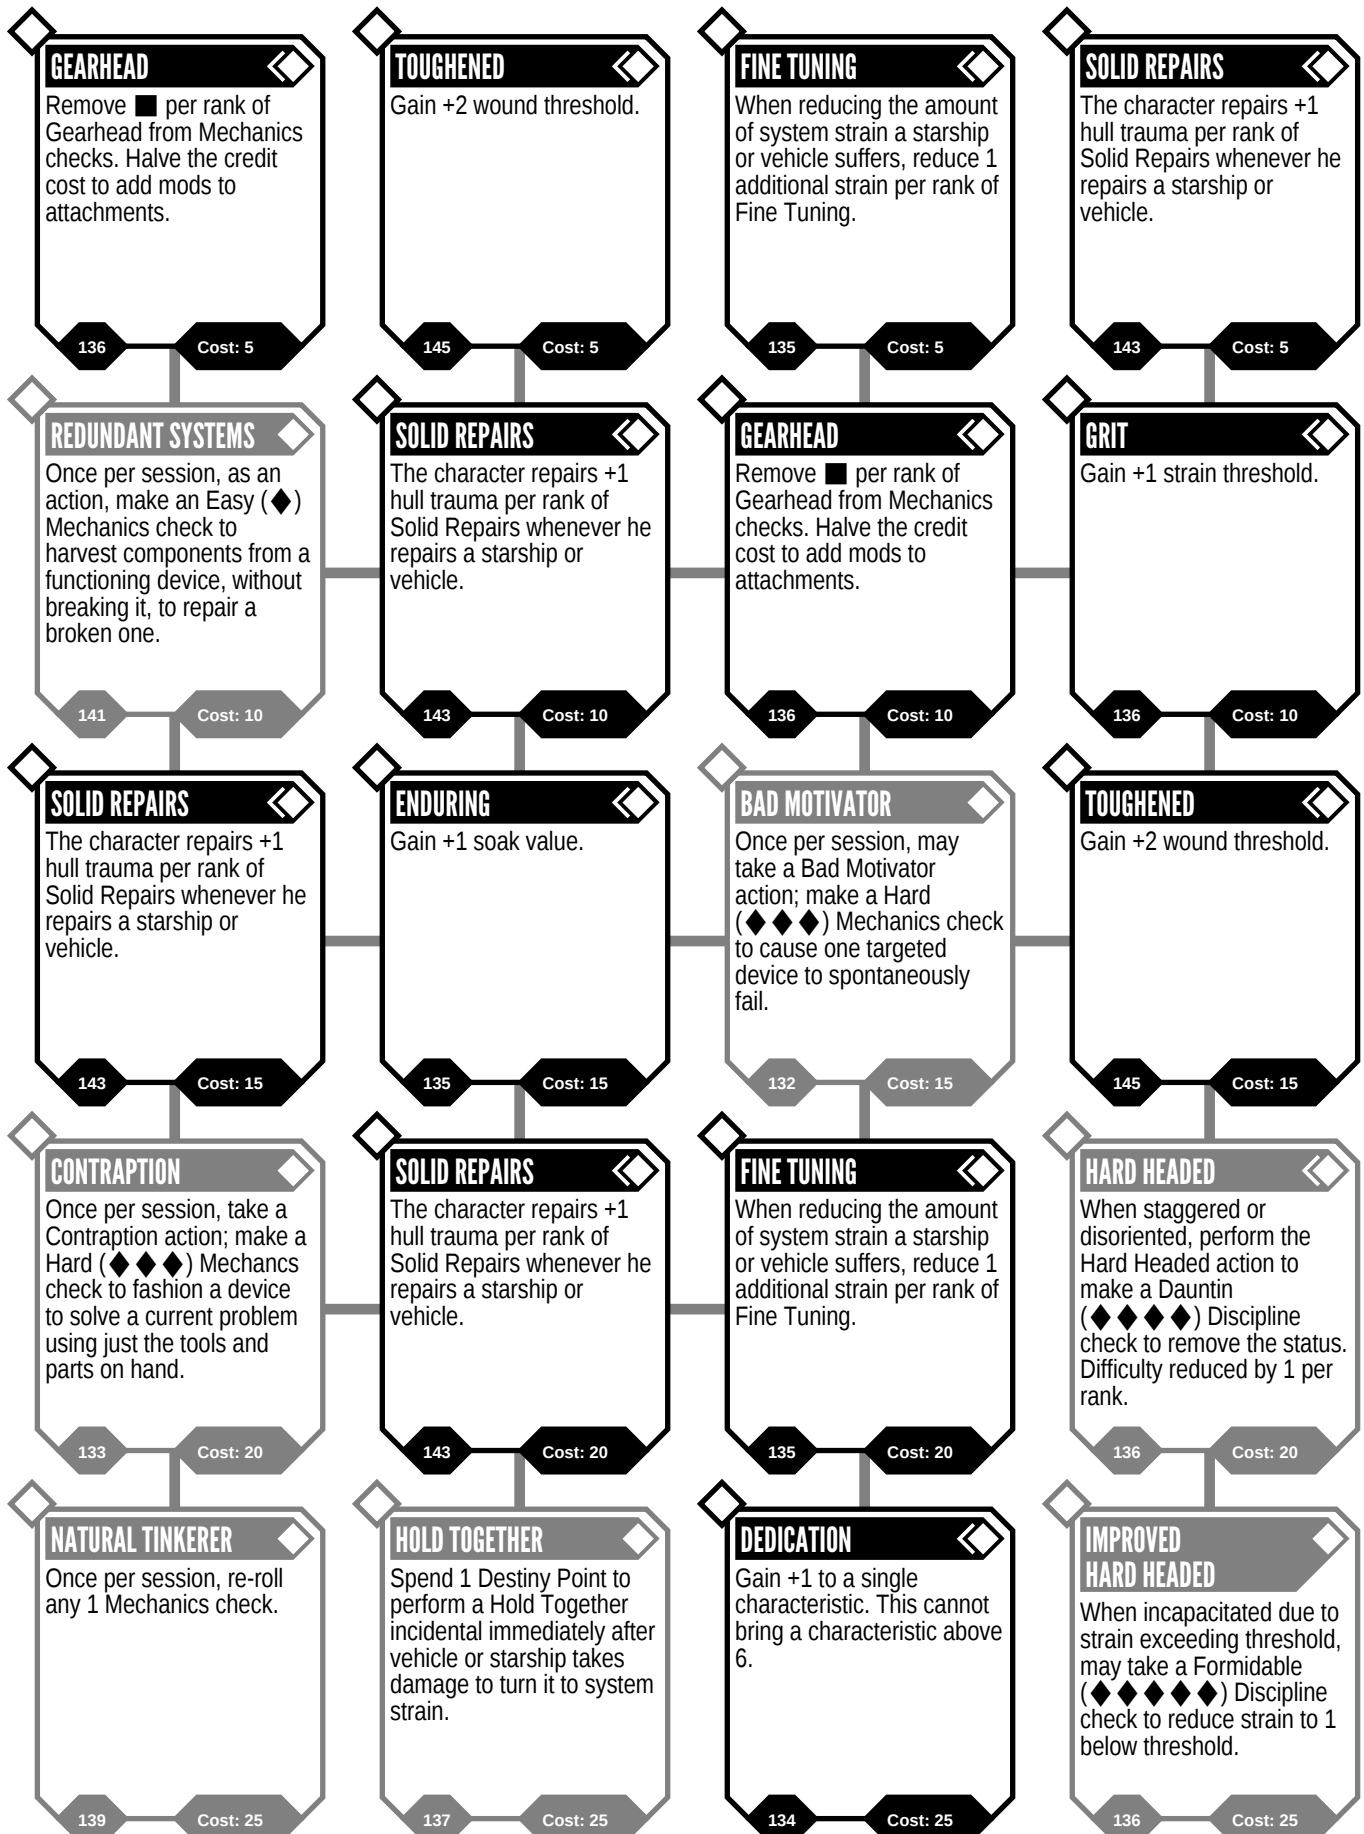 GEARHEAD
Remove ■ per rank of
Gearhead from Mechanics
checks. Halve the credit
cost to add mods to
attachments.
136
Cost: 5
TOUGHENED
Gain +2 wound threshold.
145
Cost: 5
FINE TUNING
When reducing the amount
of system strain a starship
or vehicle suffers, reduce 1
additional strain per rank of
Fine Tuning.
135
Cost: 5
SOLID REPAIRS
The character repairs +1
hull trauma per rank of
Solid Repairs whenever he
repairs a starship or
vehicle.
143
Cost: 5
REDUNDANT SYSTEMS
Once per session, as an
action, make an Easy (♦)
Mechanics check to
harvest components from a
functioning device, without
breaking it, to repair a
broken one.
141
Cost: 10
SOLID REPAIRS
The character repairs +1
hull trauma per rank of
Solid Repairs whenever he
repairs a starship or
vehicle.
143
Cost: 10
GEARHEAD
Remove ■ per rank of
Gearhead from Mechanics
checks. Halve the credit
cost to add mods to
attachments.
136
Cost: 10
GRIT
Gain +1 strain threshold.
136
Cost: 10
SOLID REPAIRS
The character repairs +1
hull trauma per rank of
Solid Repairs whenever he
repairs a starship or
vehicle.
143
Cost: 15
ENDURING
Gain +1 soak value.
135
Cost: 15
BAD MOTIVATOR
Once per session, may
take a Bad Motivator
action; make a Hard
(♦♦♦) Mechanics check
to cause one targeted
device to spontaneously
fail.
132
Cost: 15
TOUGHENED
Gain +2 wound threshold.
145
Cost: 15
CONTRAPTION
Once per session, take a
Contraption action; make a
Hard (♦♦♦) Mechancs
check to fashion a device
to solve a current problem
using just the tools and
parts on hand.
133
Cost: 20
SOLID REPAIRS
The character repairs +1
hull trauma per rank of
Solid Repairs whenever he
repairs a starship or
vehicle.
143
Cost: 20
FINE TUNING
When reducing the amount
of system strain a starship
or vehicle suffers, reduce 1
additional strain per rank of
Fine Tuning.
135
Cost: 20
HARD HEADED
When staggered or
disoriented, perform the
Hard Headed action to
make a Dauntin
(♦♦♦♦) Discipline
check to remove the status.
Difficulty reduced by 1 per
rank.
136
Cost: 20
NATURAL TINKERER
Once per session, re-roll
any 1 Mechanics check.
139
Cost: 25
HOLD TOGETHER
Spend 1 Destiny Point to
perform a Hold Together
incidental immediately after
vehicle or starship takes
damage to turn it to system
strain.
137
Cost: 25
DEDICATION
Gain +1 to a single
characteristic. This cannot
bring a characteristic above
6.
134
Cost: 25
IMPROVED
HARD HEADED
When incapacitated due to
strain exceeding threshold,
may take a Formidable
(♦♦♦♦♦) Discipline
check to reduce strain to 1
below threshold.
136
Cost: 25